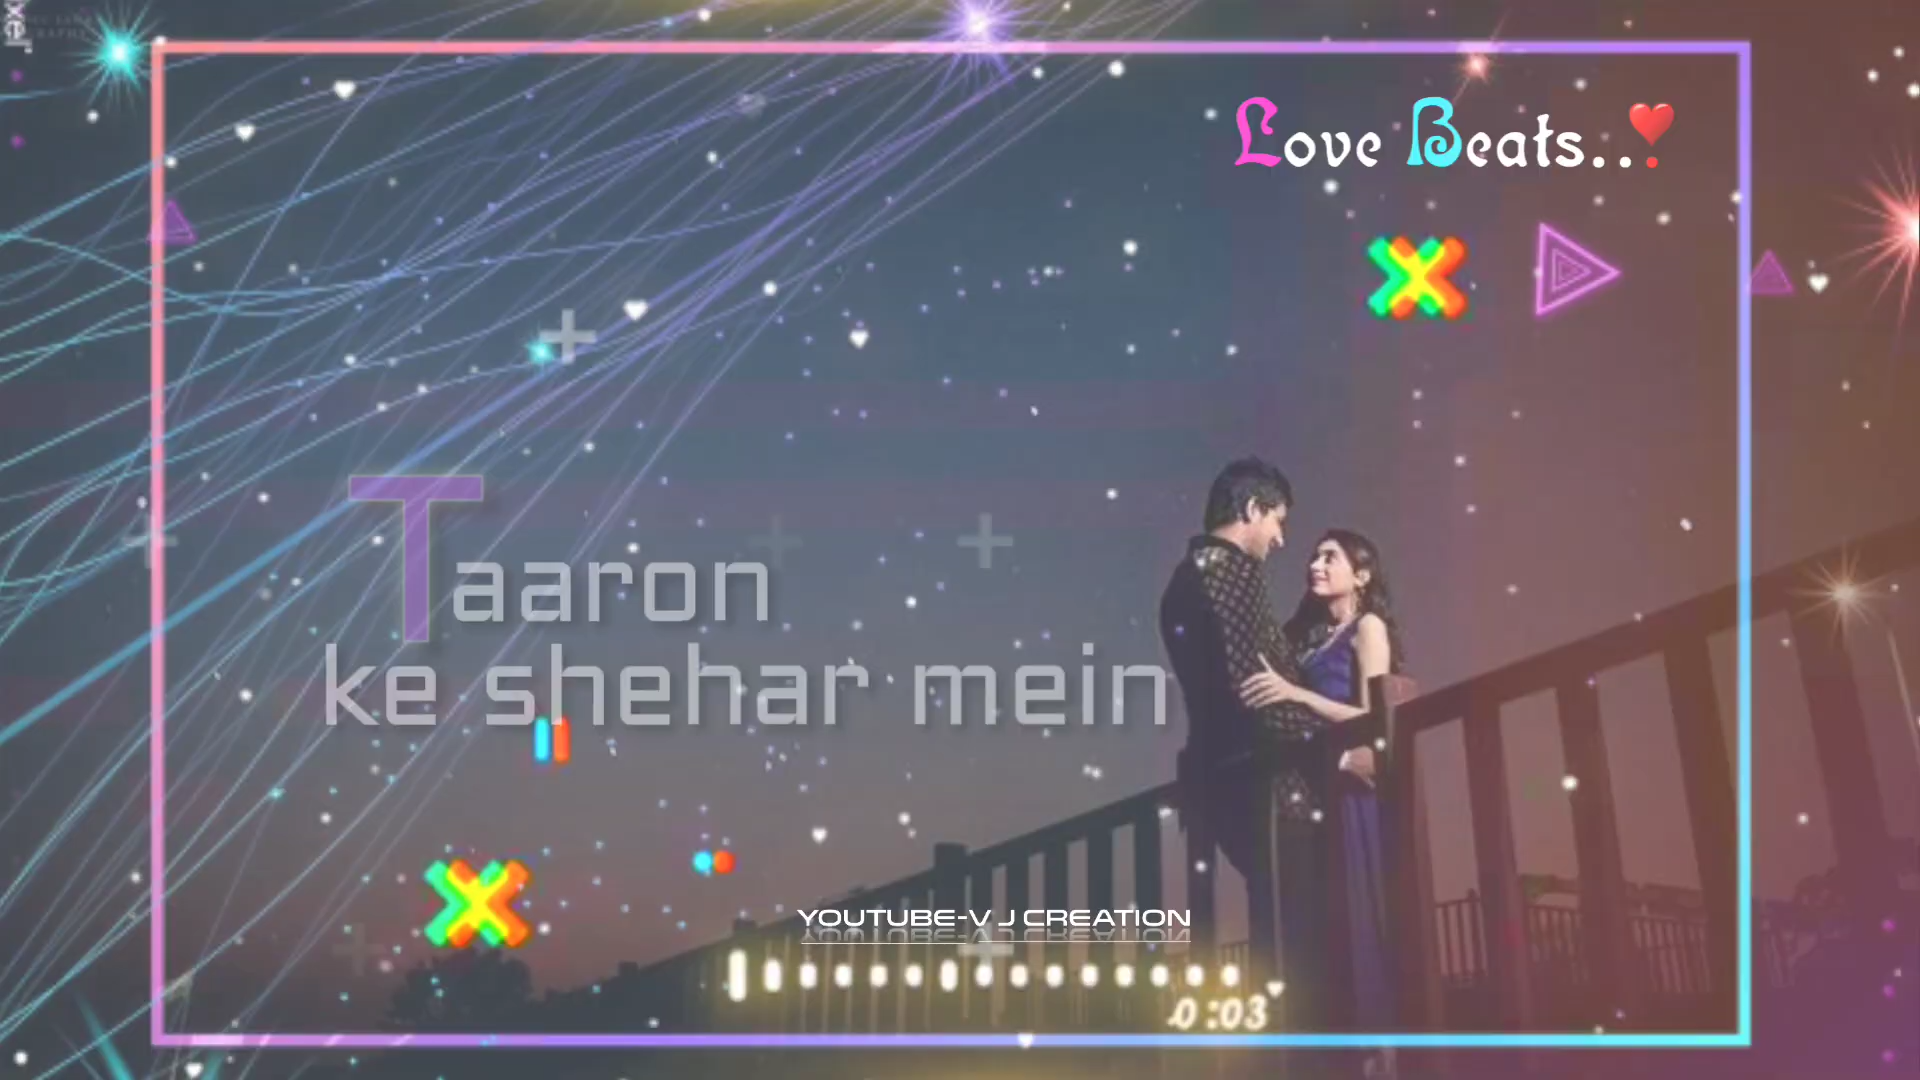 Love Beats..❣
Taaron
ke shehar mein
YOUTUBE-V J CREATION
0:03